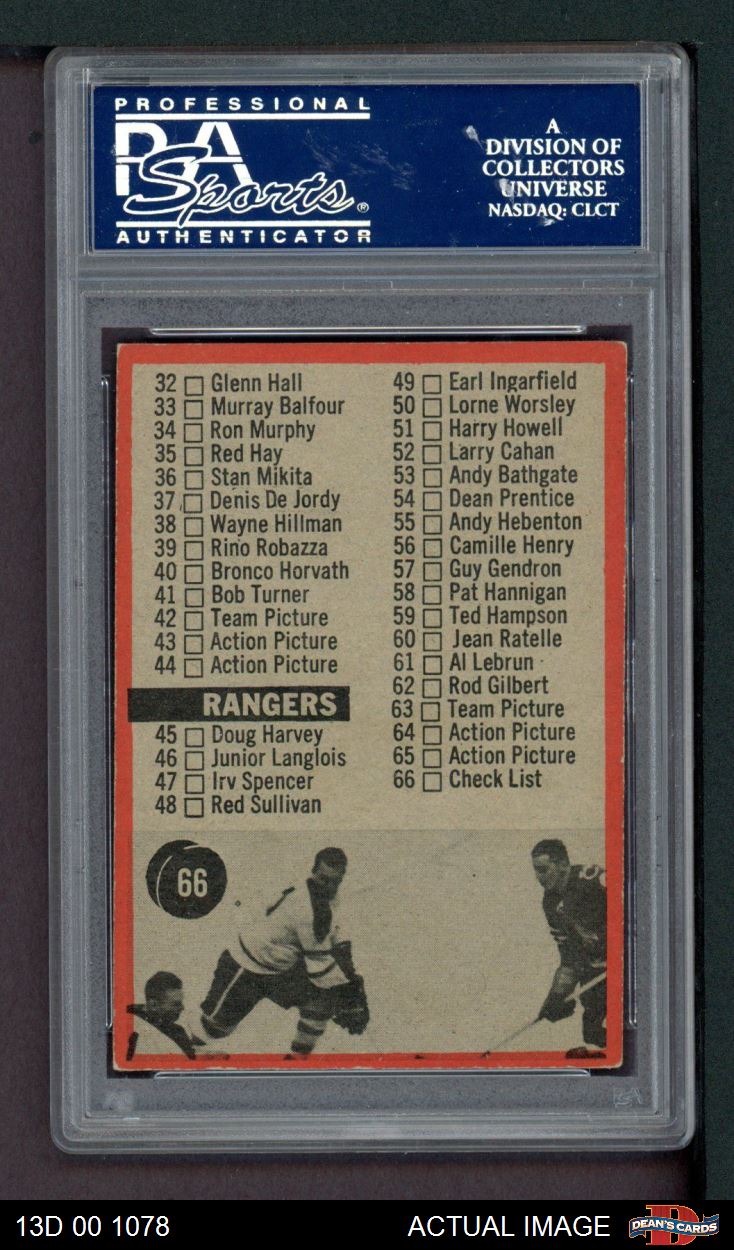 PROFESSIONAL
PSA
Sports®
AUTHENTICATOR
A
DIVISION OF
COLLECTORS
UNIVERSE
NASDAQ: CLCT
32 Glenn Hall
33 Murray Balfour
34 Ron Murphy
35 Red Hay
36 Stan Mikita
37 Denis De Jordy
38 Wayne Hillman
39 Rino Robazza
40 Bronco Horvath
41 Bob Turner
42 Team Picture
43 Action Picture
44 Action Picture
RANGERS
45 Doug Harvey
46 Junior Langlois
47 Irv Spencer
48 Red Sullivan
49 Earl Ingarfield
50 Lorne Worsley
51 Harry Howell
52 Larry Cahan
53 Andy Bathgate
54 Dean Prentice
55 Andy Hebenton
56 Camille Henry
57 Guy Gendron
58 Pat Hannigan
59 Ted Hampson
60 Jean Ratelle
61 Al Lebrun
62 Rod Gilbert
63 Team Picture
64 Action Picture
65 Action Picture
66 Check List
66
13D 00 1078
ACTUAL IMAGE
D
DEAN'S CARDS